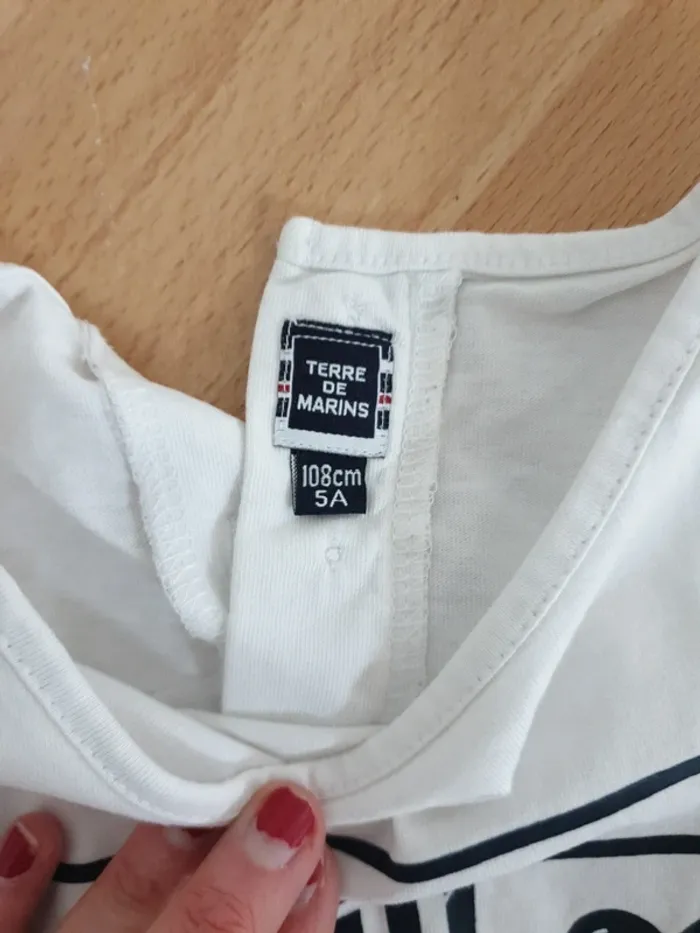 TERRE
DE
MARINS
108cm
5A